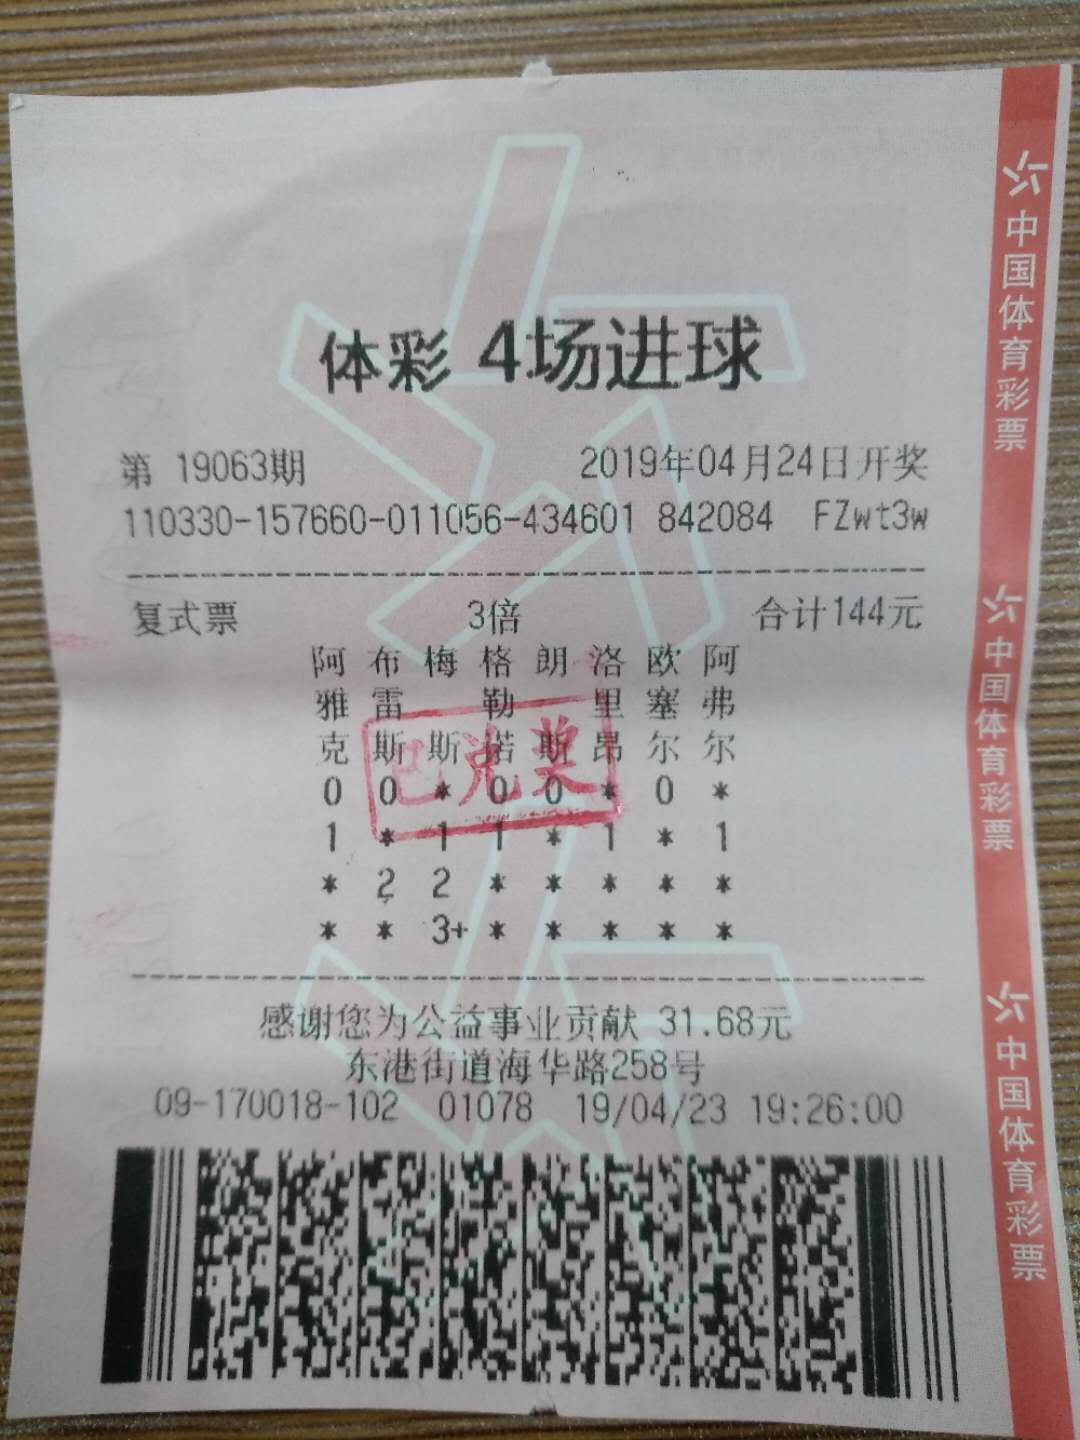 体彩 4场进球
第 19063期 2019年04月24日开奖
110330-157660-011056-434601 842084 FZwt3w
复式票 3倍 合计144元
阿 布 梅 格 朗 洛 欧 阿
雅 雷 勒 里 塞 弗
克 斯 斯 诺 斯 昂 尔 尔
0 0 * 0 0 * 0 *
1 * 1 1 * 1 * 1
* 2 2 * * * * *
* * 3+ * * * * *
已兑奖
感谢您为公益事业贡献 31.68元
东港街道海华路258号
09-170018-102 01078 19/04/23 19:26:00
中国体育彩票
中国体育彩票
中国体育彩票